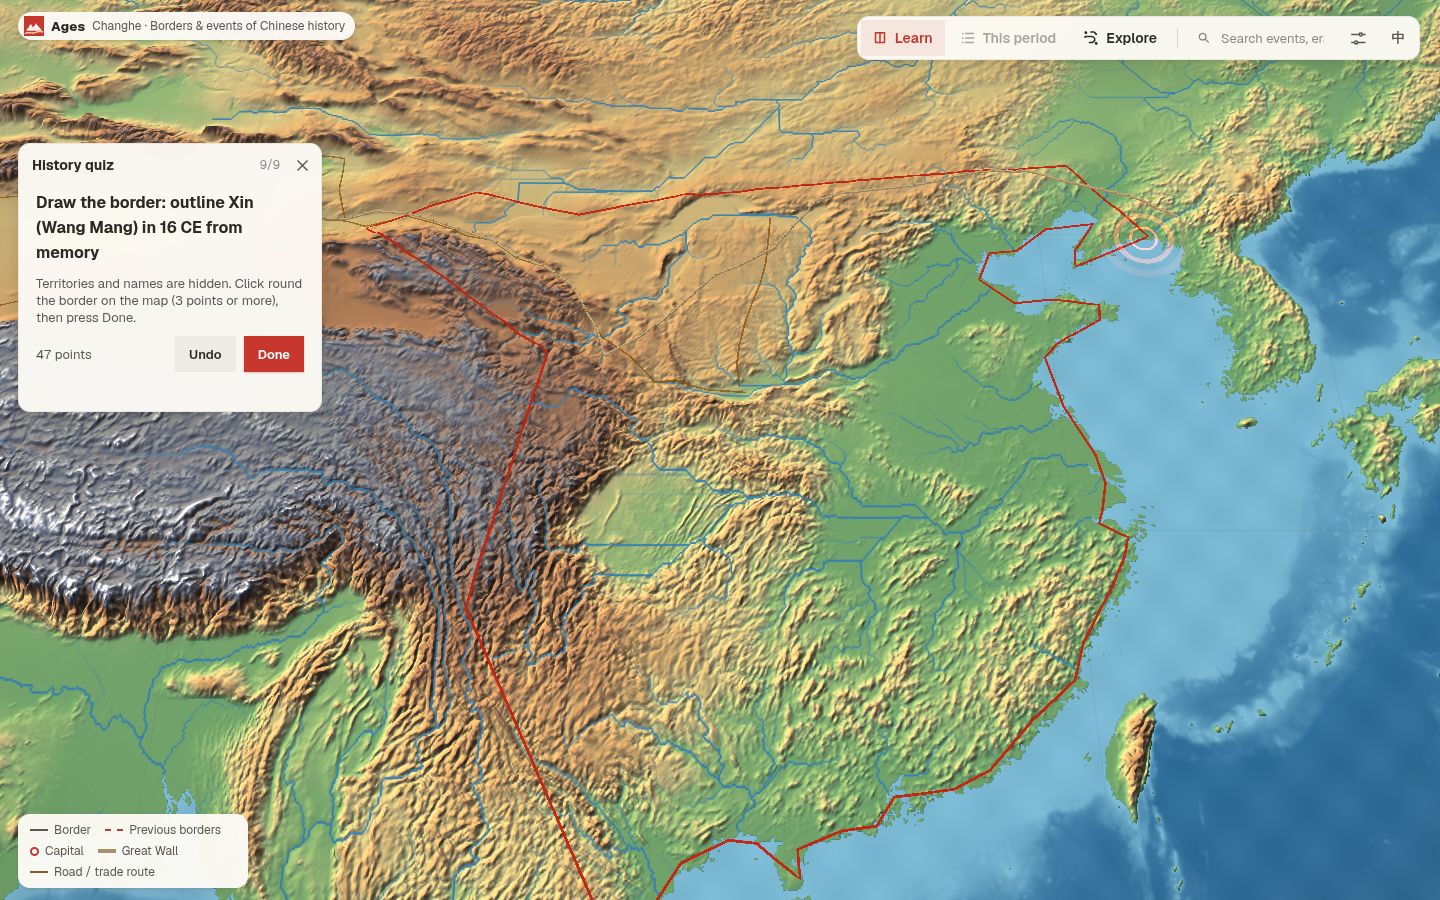 Ages Changhe · Borders & events of Chinese history
Learn This period Explore Search events, er 中
History quiz 9/9
Draw the border: outline Xin
(Wang Mang) in 16 CE from
memory
Territories and names are hidden. Click round
the border on the map (3 points or more),
then press Done.
47 points Undo Done
Border Previous borders
Capital Great Wall
Road / trade route